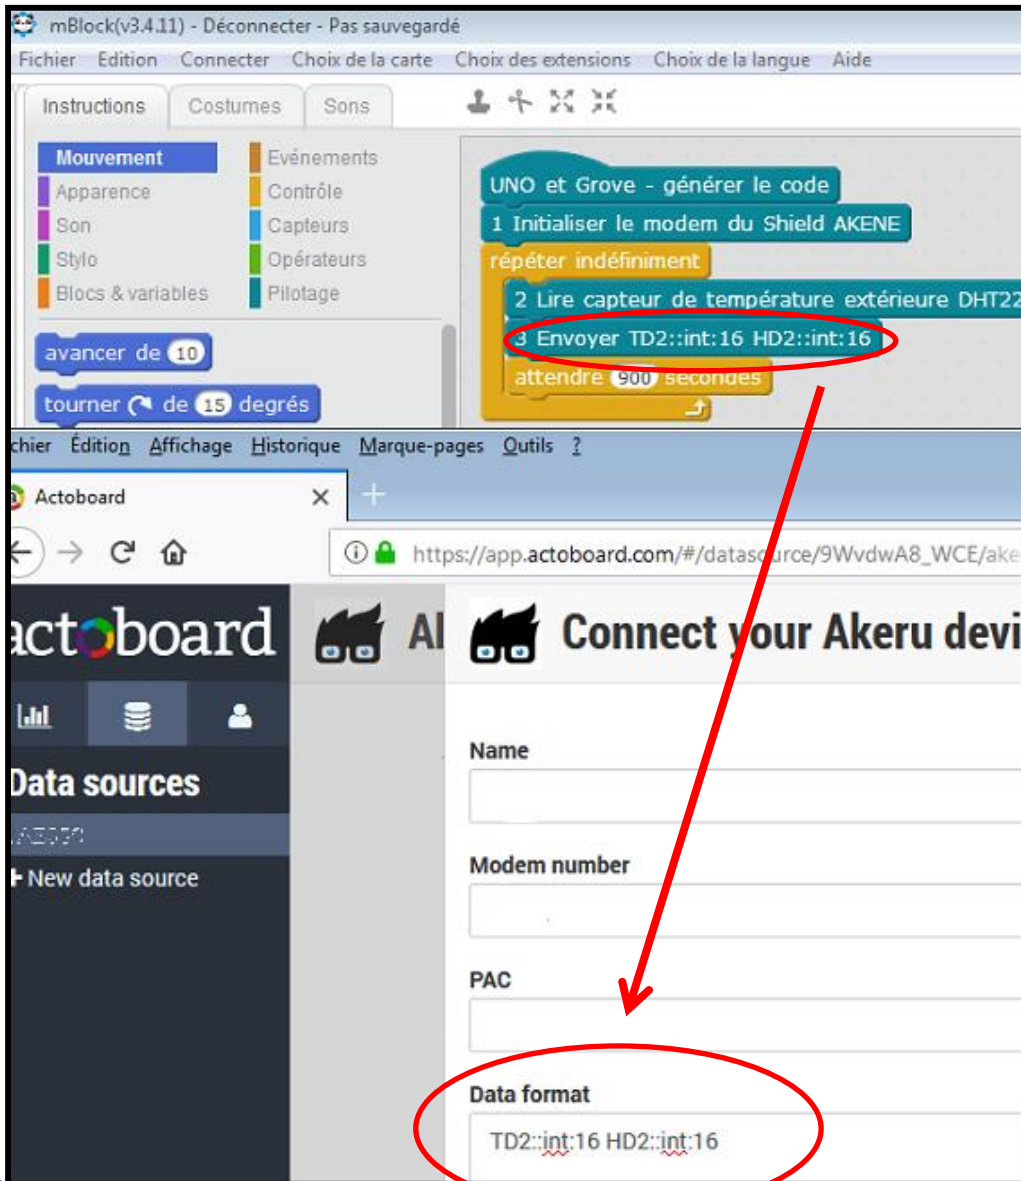 mBlock(v3.4.11) - Déconnecter - Pas sauvegardé
Fichier Edition Connecter Choix de la carte Choix des extensions Choix de la langue Aide
Instructions Costumes Sons
Mouvement Evénements
Apparence Contrôle
Son Capteurs
Stylo Opérateurs
Blocs & variables Pilotage
avancer de 10
tourner de 15 degrés
UNO et Grove - générer le code
1 Initialiser le modem du Shield AKENE
répéter indéfiniment
2 Lire capteur de température extérieure DHT22
3 Envoyer TD2::int:16 HD2::int:16
attendre 900 secondes
chier Édition Affichage Historique Marque-pages Outils ?
Actoboard
https://app.actoboard.com/#/datasource/9WvdwA8_WCE/ake
actoboard
Al
Connect your Akeru devi
Data sources
+ New data source
Name
Modem number
PAC
Data format
TD2::int:16 HD2::int:16